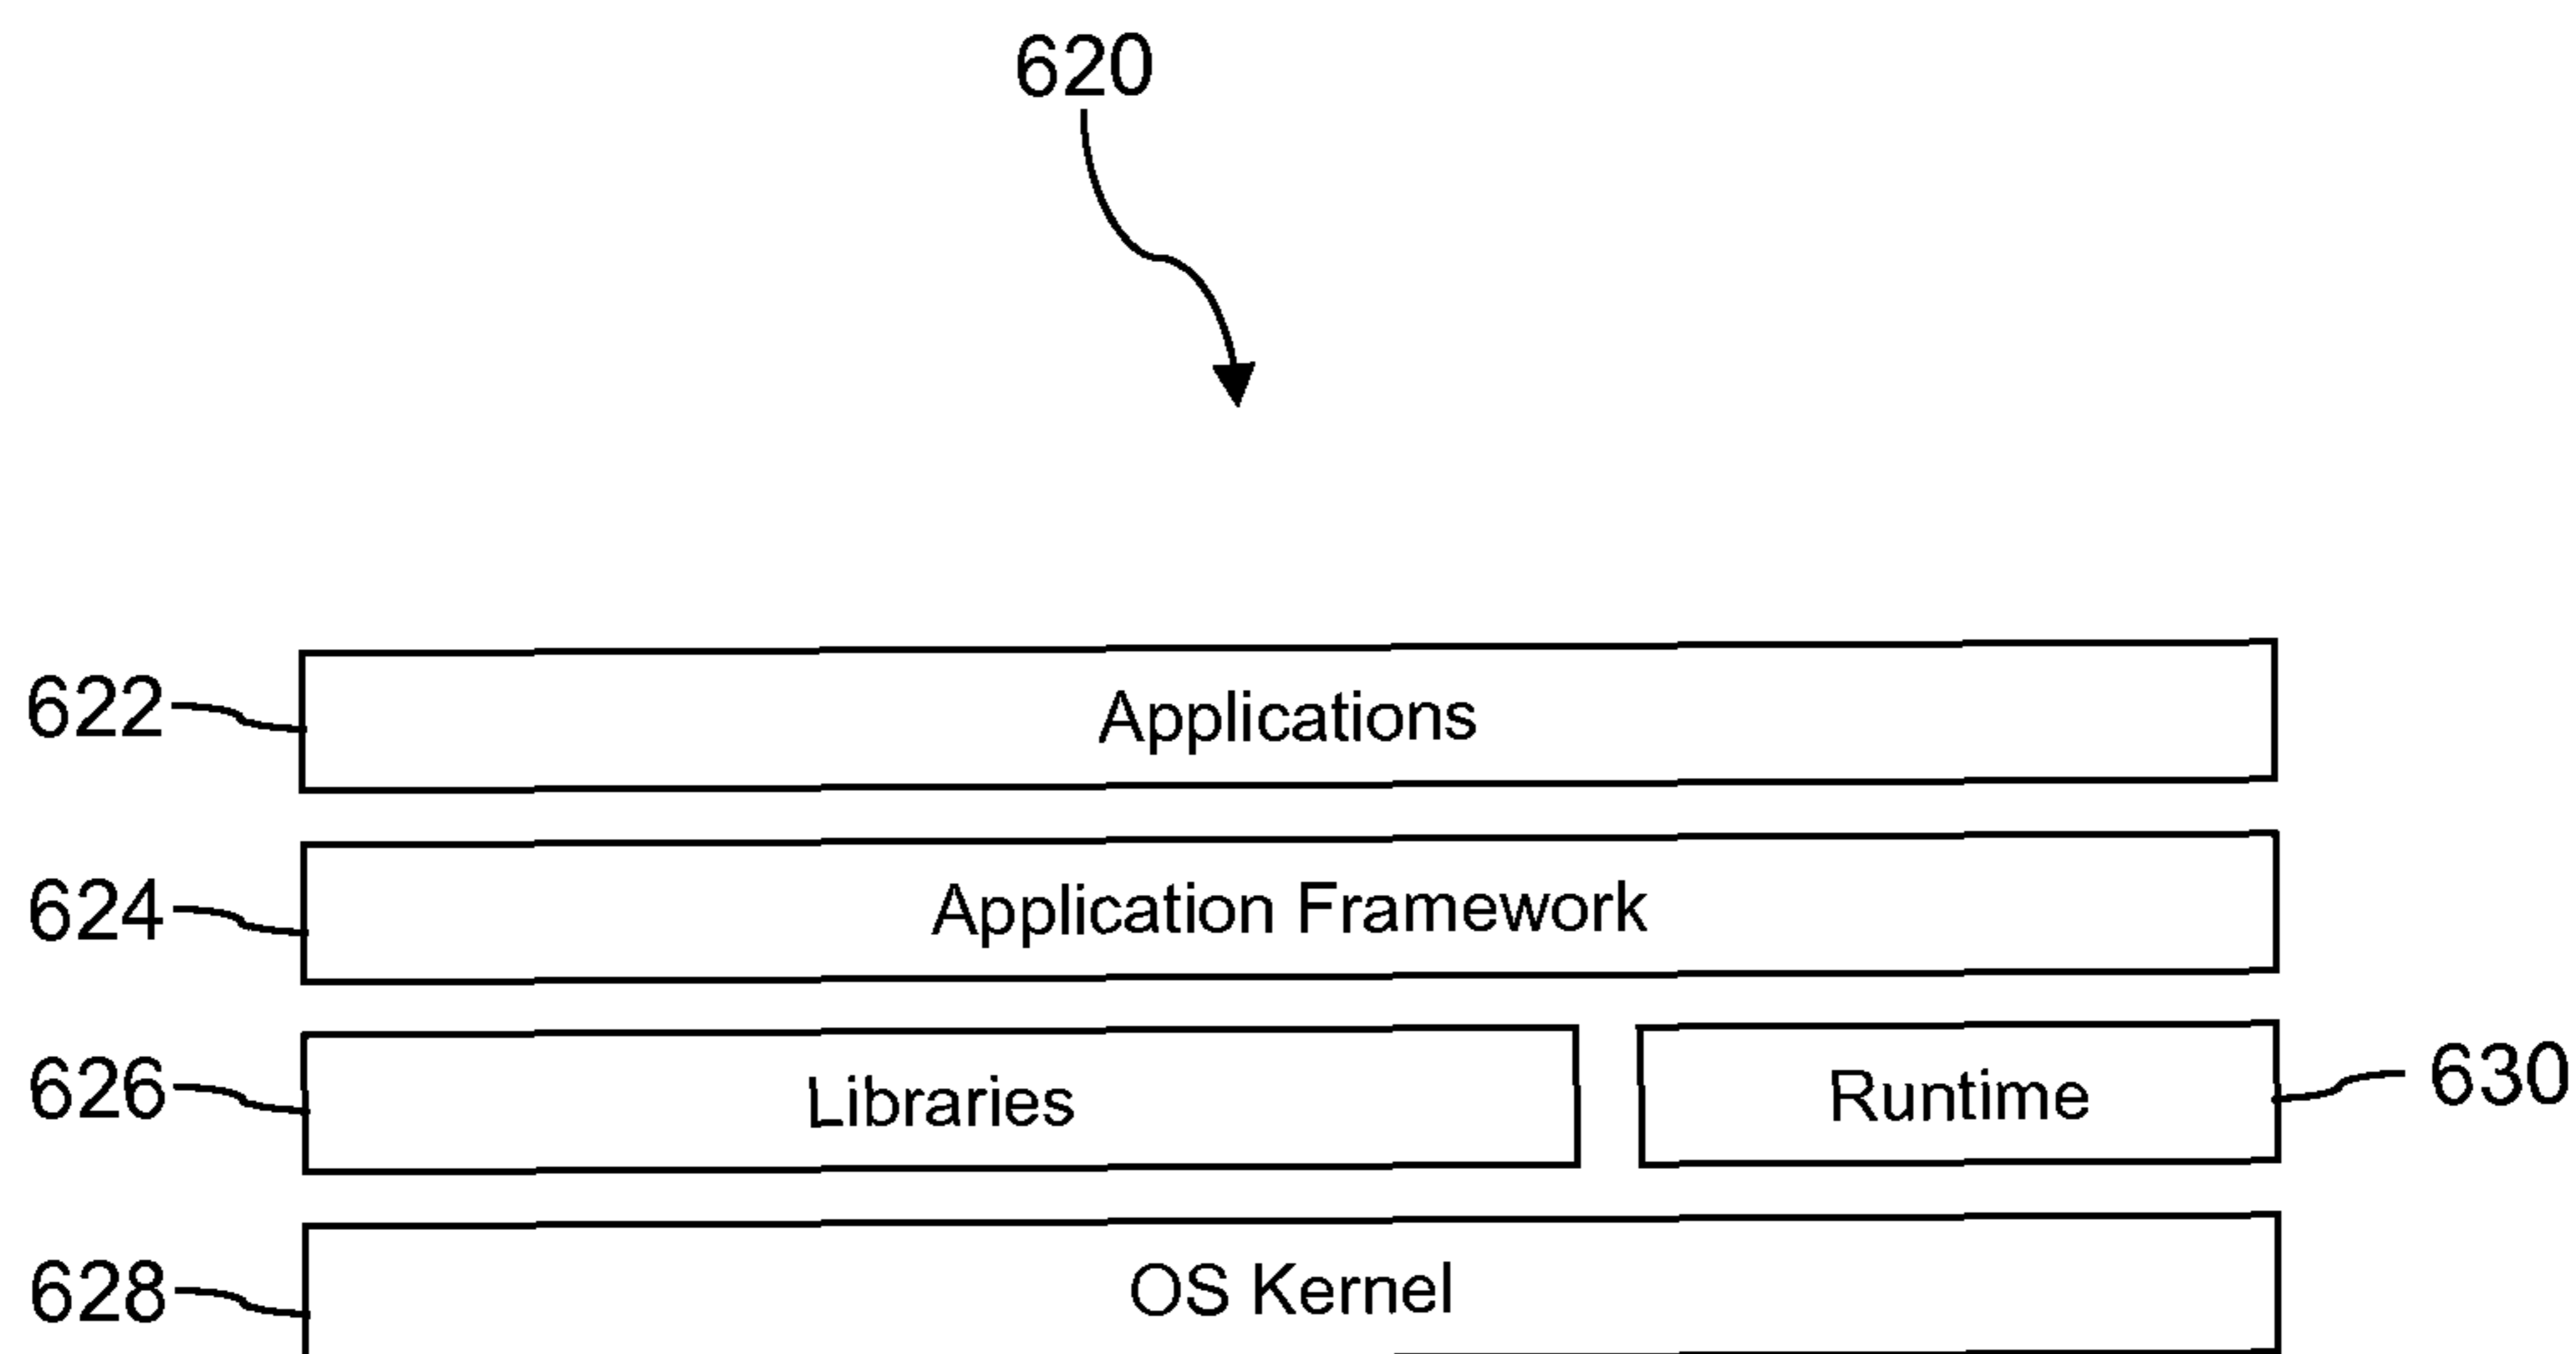 620
622 Applications
624 Application Framework
626 Libraries Runtime 630
628 OS Kernel